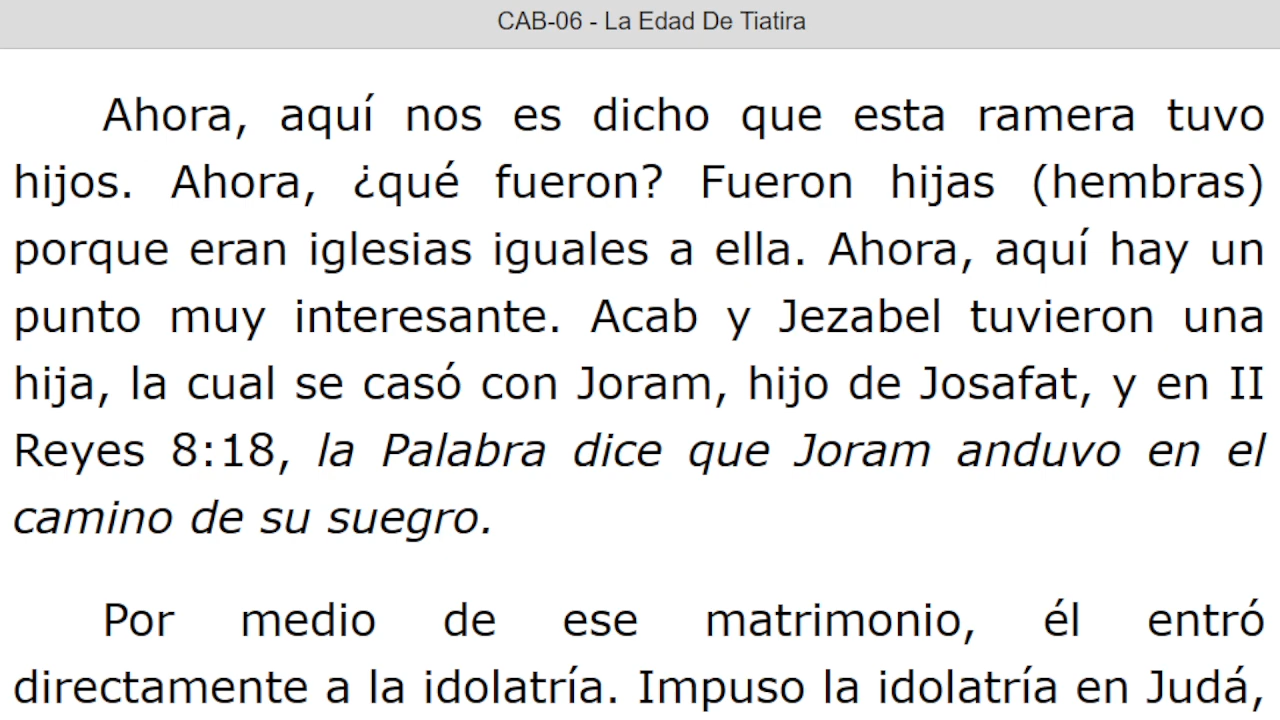 CAB-06 - La Edad De Tiatira
Ahora, aquí nos es dicho que esta ramera tuvo
hijos. Ahora, ¿qué fueron? Fueron hijas (hembras)
porque eran iglesias iguales a ella. Ahora, aquí hay un
punto muy interesante. Acab y Jezabel tuvieron una
hija, la cual se casó con Joram, hijo de Josafat, y en II
Reyes 8:18, la Palabra dice que Joram anduvo en el
camino de su suegro.
Por medio de ese matrimonio, él entró
directamente a la idolatría. Impuso la idolatría en Judá,